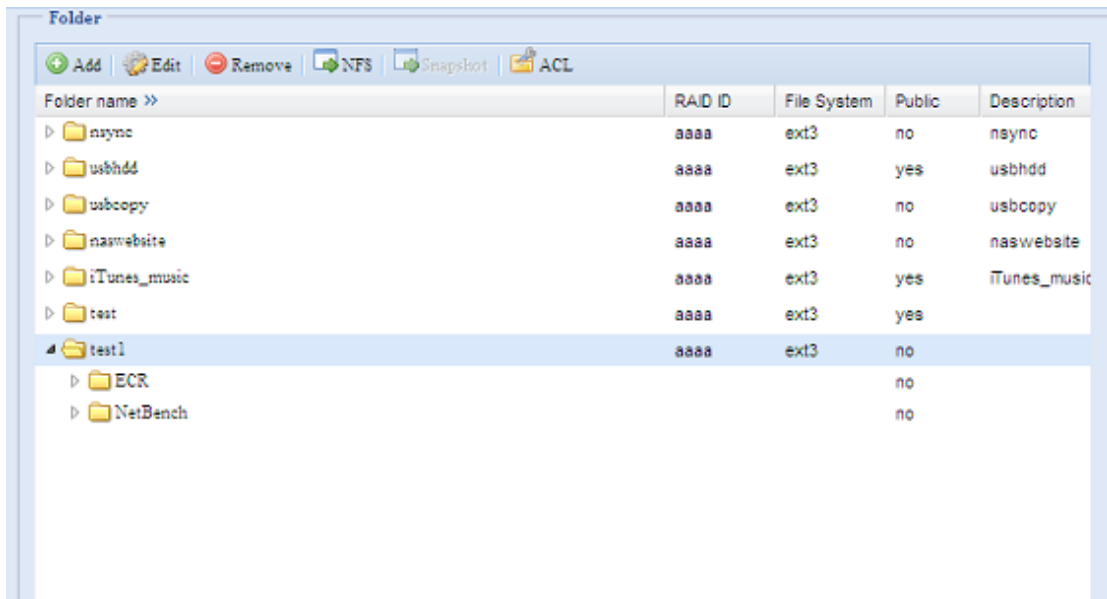 Folder
Add Edit Remove NFS Snapshot ACL
Folder name » RAID ID File System Public Description
nsync aaaa ext3 no nsync
usbhdd aaaa ext3 yes usbhdd
usbcopy aaaa ext3 no usbcopy
naswebsite aaaa ext3 no naswebsite
iTunes_music aaaa ext3 yes iTunes_music
test aaaa ext3 yes
test1 aaaa ext3 no
ECR no
NetBench no